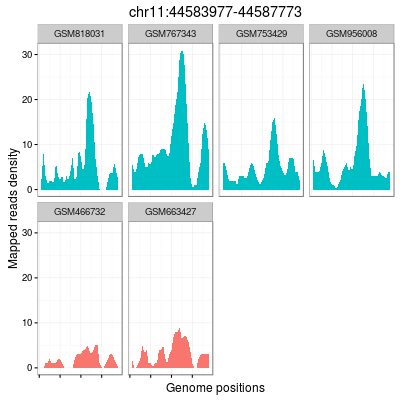 chr11:44583977-44587773
GSM818031 GSM767343 GSM753429 GSM956008
30
20
10
0
Mapped reads density
GSM466732 GSM663427
30
20
10
0
Genome positions